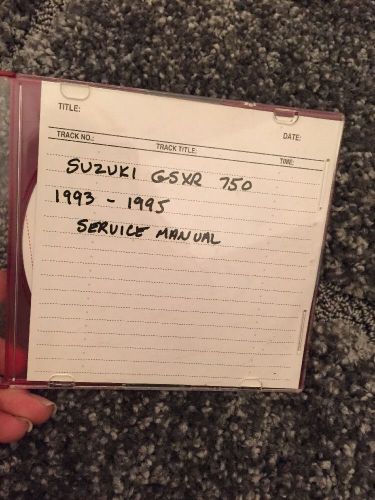 TITLE:
TRACK NO.: TRACK TITLE: DATE:
TIME:
SUZUKI GSXR 750
1993 - 1995
SERVICE MANUAL